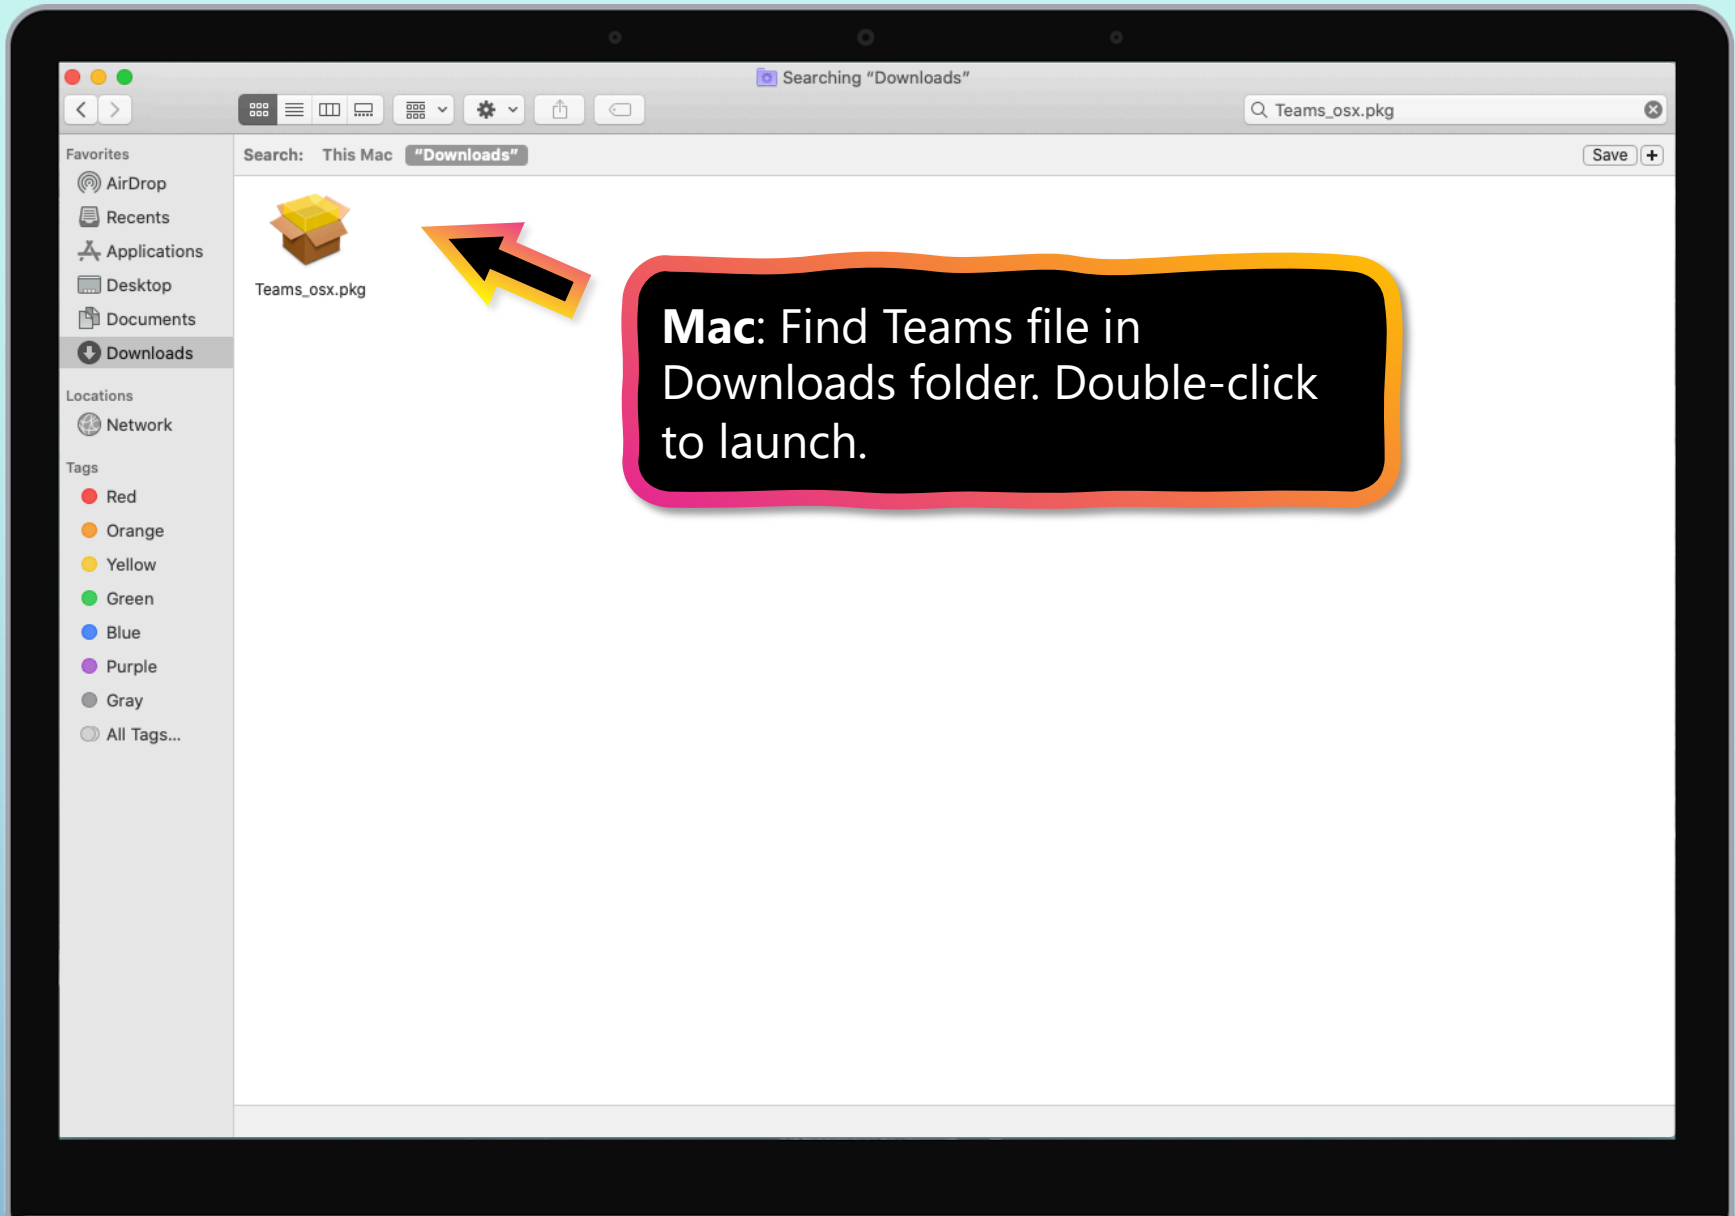 Searching “Downloads”
Teams_osx.pkg
Favorites
AirDrop
Recents
Applications
Desktop
Documents
Downloads
Locations
Network
Tags
Red
Orange
Yellow
Green
Blue
Purple
Gray
All Tags...
Search: This Mac “Downloads” Save +
Teams_osx.pkg
Mac: Find Teams file in
Downloads folder. Double-click
to launch.